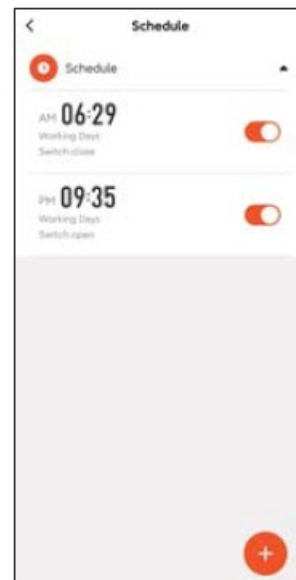 Schedule
Schedule
AM 06:29
Working Days
Switch close
PM 09:35
Working Days
Switch open